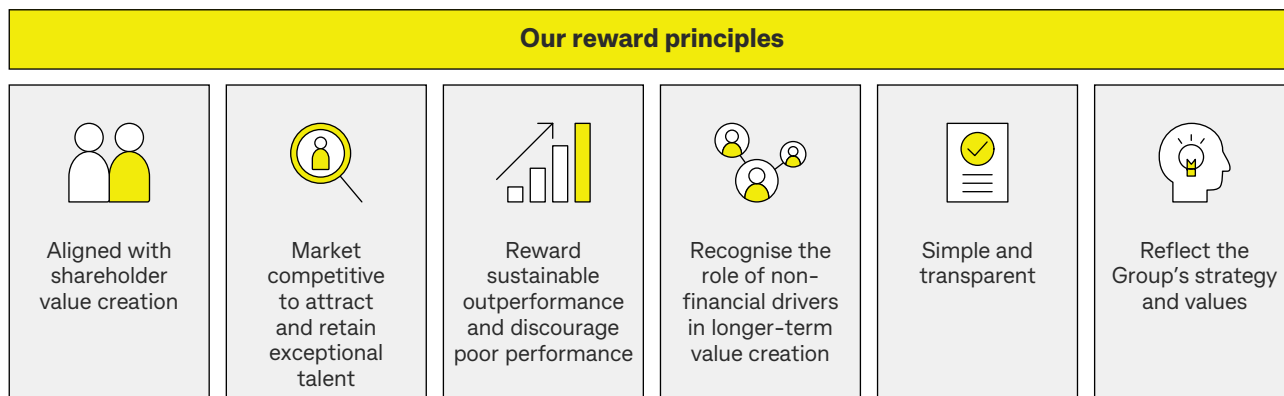 Our reward principles
Aligned with
shareholder
value creation
Market
competitive
to attract
and retain
exceptional
talent
Reward
sustainable
outperformance
and discourage
poor performance
Recognise the
role of non-
financial drivers
in longer-term
value creation
Simple and
transparent
Reflect the
Group’s strategy
and values